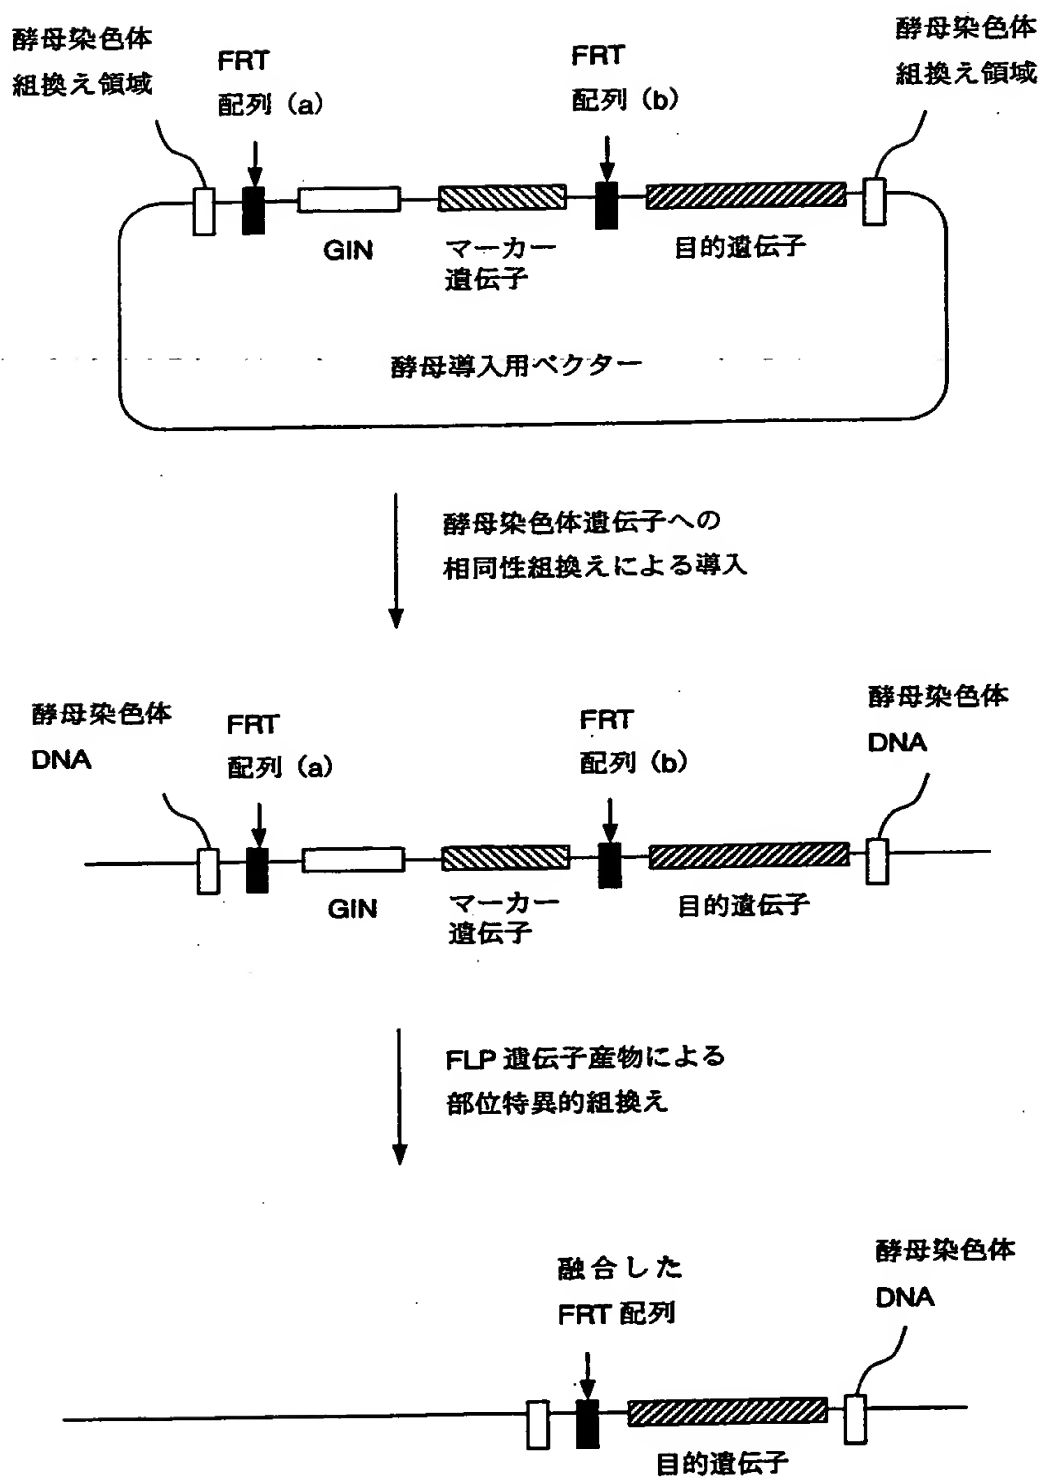 酵母染色体
組換え領域
FRT
配列 (a)
FRT
配列 (b)
酵母染色体
組換え領域
GIN
マーカー
遺伝子
目的遺伝子
酵母導入用ベクター
酵母染色体遺伝子への
相同性組換えによる導入
酵母染色体
DNA
FRT
配列 (a)
FRT
配列 (b)
酵母染色体
DNA
GIN
マーカー
遺伝子
目的遺伝子
FLP 遺伝子産物による
部位特異的組換え
融合した
FRT 配列
酵母染色体
DNA
目的遺伝子